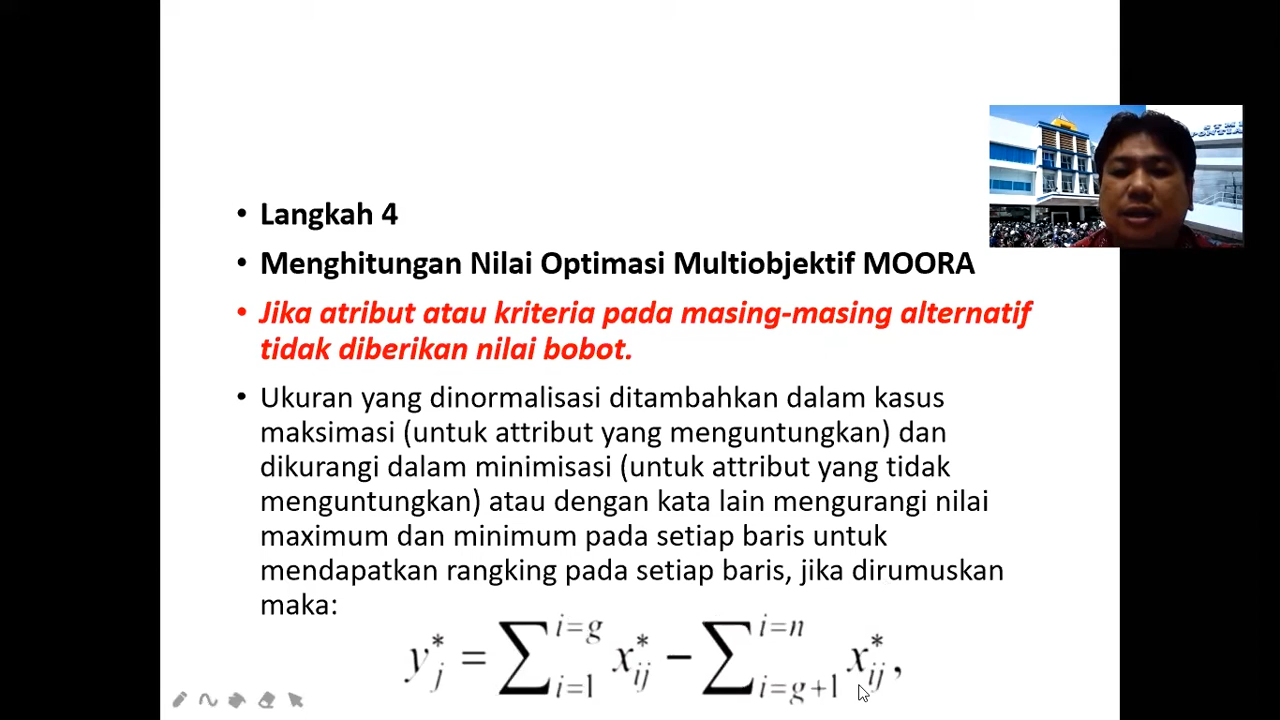 • Langkah 4
• Menghitungan Nilai Optimasi Multiobjektif MOORA
• Jika atribut atau kriteria pada masing-masing alternatif
tidak diberikan nilai bobot.
• Ukuran yang dinormalisasi ditambahkan dalam kasus
maksimasi (untuk attribut yang menguntungkan) dan
dikurangi dalam minimisasi (untuk attribut yang tidak
menguntungkan) atau dengan kata lain mengurangi nilai
maximum dan minimum pada setiap baris untuk
mendapatkan rangking pada setiap baris, jika dirumuskan
maka:
y*_j = ∑_{i=1}^{i=g} x*_{ij} − ∑_{i=g+1}^{i=n} x*_{ij},